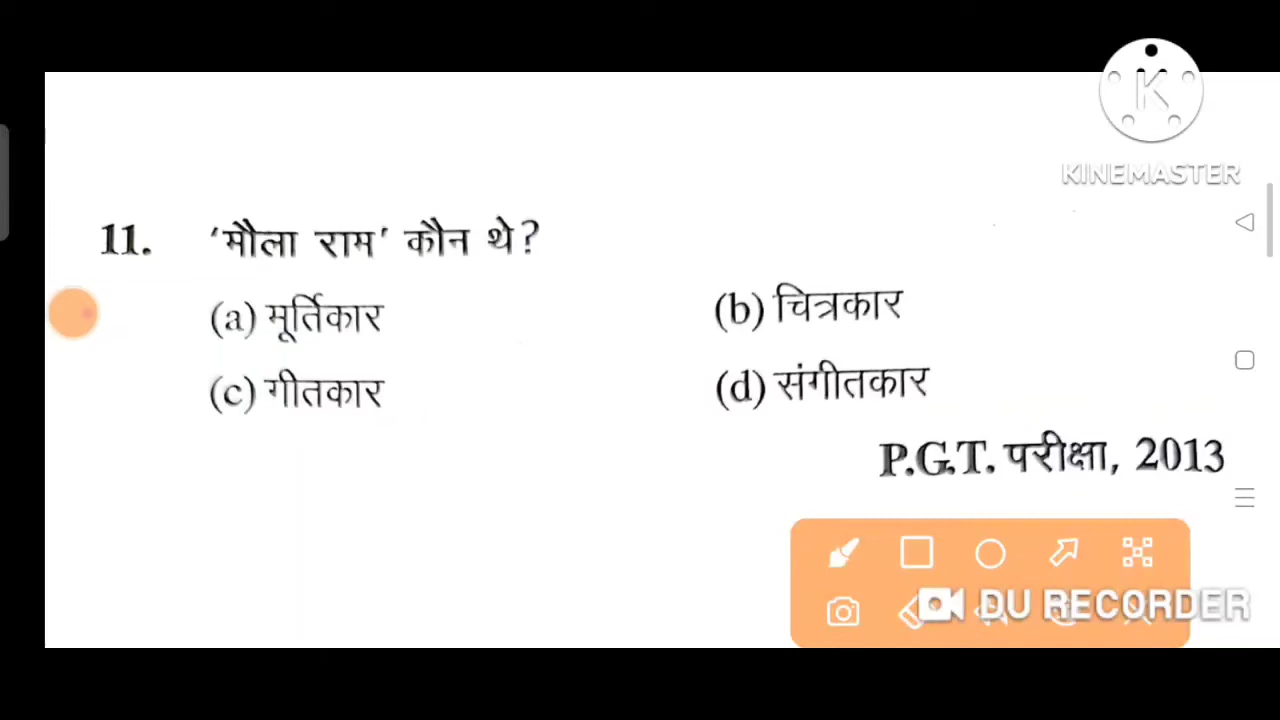 K
KINEMASTER
11. ‘मौला राम’ कौन थे?
(a) मूर्तिकार (b) चित्रकार
(c) गीतकार (d) संगीतकार
P.G.T. परीक्षा, 2013
DU RECORDER